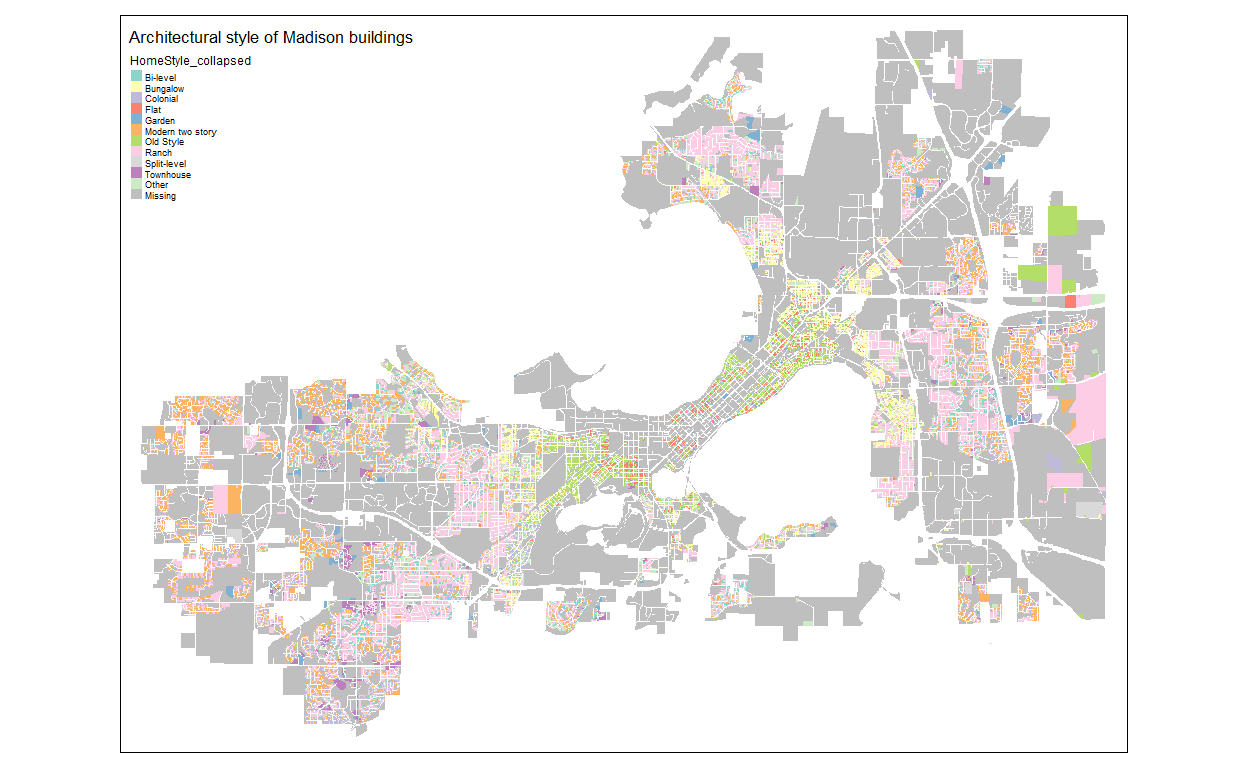 Architectural style of Madison buildings
HomeStyle_collapsed
Bi-level
Bungalow
Colonial
Flat
Garden
Modern two story
Old Style
Ranch
Split-level
Townhouse
Other
Missing